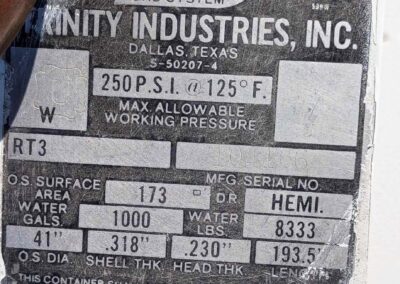 SYSTEM
TRINITY INDUSTRIES, INC.
DALLAS, TEXAS
S-50207-4
250 P.S.I. @ 125° F.
MAX. ALLOWABLE
WORKING PRESSURE
W
RT3
MFG. SERIAL NO.
O.S. SURFACE
AREA
173
D.R.
HEMI.
WATER
GALS.
1000
WATER
LBS.
8333
41" .318" .230" 193.5"
O.S. DIA SHELL THK HEAD THK LENGTH
THIS CONTAINER